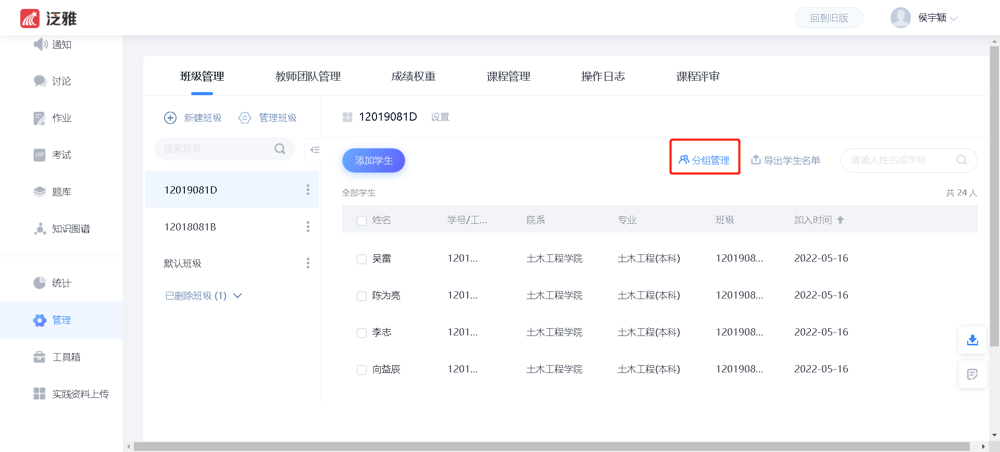 泛雅
回到旧版
侯宇颖
通知
讨论
作业
100
考试
题库
知识图谱
统计
管理
工具箱
实践资料上传
班级管理 教师团队管理 成绩权重 课程管理 操作日志 课程评审
新建班级 管理班级
搜索班级
12019081D
12018081B
默认班级
已删除班级 (1)
12019081D 设置
添加学生 分组管理 导出学生名单 请输入姓名或学号
全部学生 共 24 人
姓名 学号/工... 院系 专业 班级 加入时间
吴雷 1201... 土木工程学院 土木工程(本科) 1201908... 2022-05-16
陈为亮 1201... 土木工程学院 土木工程(本科) 1201908... 2022-05-16
李志 1201... 土木工程学院 土木工程(本科) 1201908... 2022-05-16
向益辰 1201... 土木工程学院 土木工程(本科) 1201908... 2022-05-16